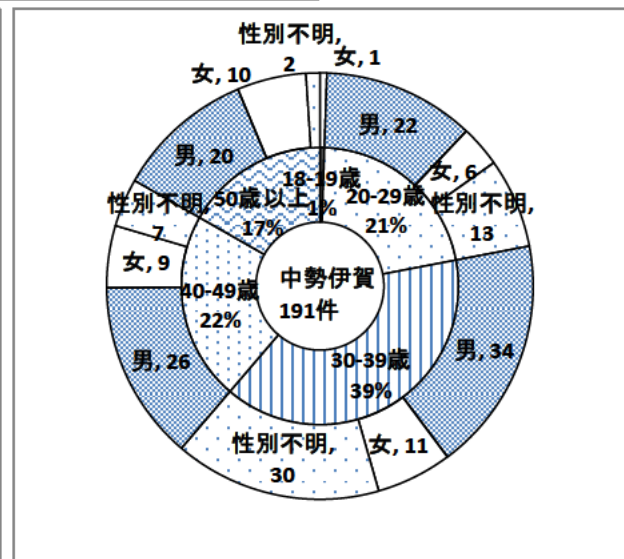 性別不明,
2
女, 1
女, 10
男, 22
男, 20
女, 6
18-19歳
1%
20-29歳
21%
50歳以上
17%
性別不明,
7
性別不明,
13
女, 9
中勢伊賀
191件
40-49歳
22%
男, 34
男, 26
30-39歳
39%
性別不明,
30
女, 11